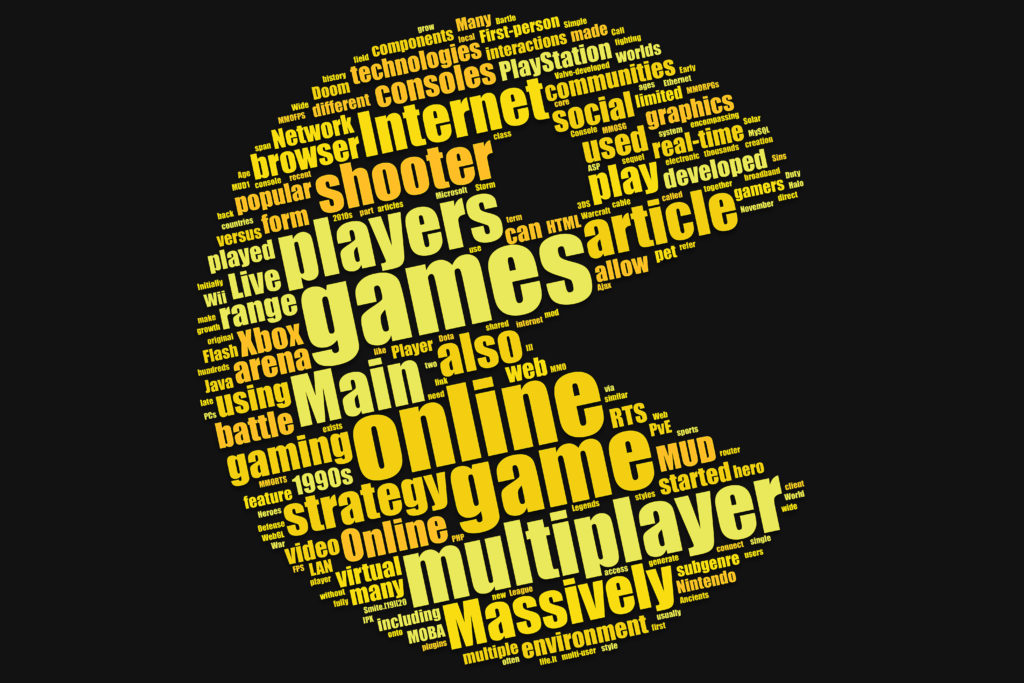 grow
Many
Bartle
components
local
First-person
Simple
field
technologies
interactions
made
Call
history
Doom
consoles
PlayStation
worlds
fighting
Wide
MMOFPS
different
Valve-developed
communities
Early
Network
Internet
core
social
ages
Ethernet
limited
MMORPGs
span
browser
class
Console
MMOSG
graphics
Age
MUD1
console
recent
shooter
used
system
encompassing
Solar
real-time
MySQL
popular
ASP
sequel
electronic
thousands
creation
back
form
2010s
part
articles
Microsoft
Storm
play
developed
Sins
countries
versus
players
term
3DS
Warcraft
cable
called
together
broadband
Duty
gamers
Halo
played
can
HTML
article
November
direct
Initially
Live
use
games
allow
pet
refer
Wii
range
Ajax
make
growth
original
Xbox
shared
internet
mod
Flash
like
Player
Dota
also
III
hundreds
arena
Java
Main
two
link
web
MMO
late
PCs
using
need
online
via
similar
battle
exists
RTS
Web
PvE
sports
gaming
game
MUD
router
MMORTS
1990s
feature
strategy
styles
started
hero
client
World
wide
Heroes
Legends
multiplayer
Defense
WebGL
War
Online
PHP
video
FPS
LAN
access
generate
connect
single
player
virtual
subgenre
users
without
many
new
League
Massively
Nintendo
fully
Smite.[19][20
Ancients
IPX
including
usually
onto
MOBA
environment
first
plugins
multiple
often
life.It
multi-user
style